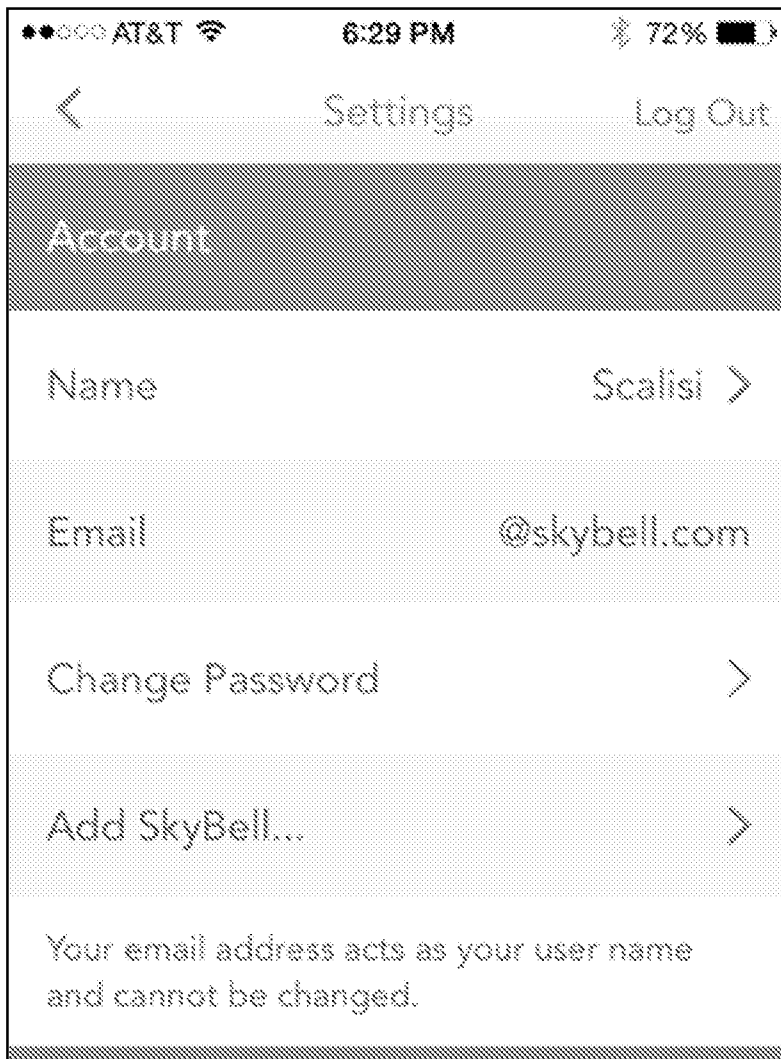 AT&T 6:29 PM 72%
Settings Log Out
Account
Name Scalisi
Email @skybell.com
Change Password
Add SkyBell...
Your email address acts as your user name
and cannot be changed.